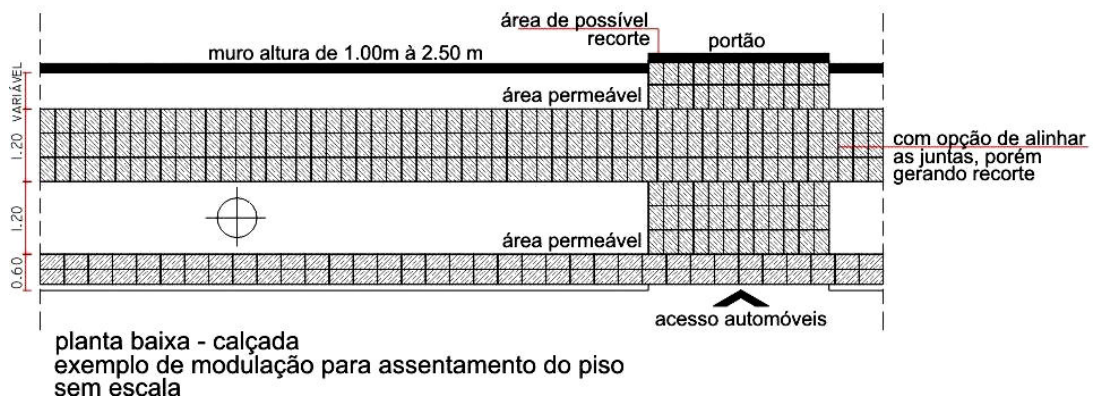 área de possível
recorte
portão
muro altura de 1.00m à 2.50 m
VARIÁVEL
área permeável
1.20
com opção de alinhar
as juntas, porém
gerando recorte
1.20
área permeável
0.60
acesso automóveis
planta baixa - calçada
exemplo de modulação para assentamento do piso
sem escala